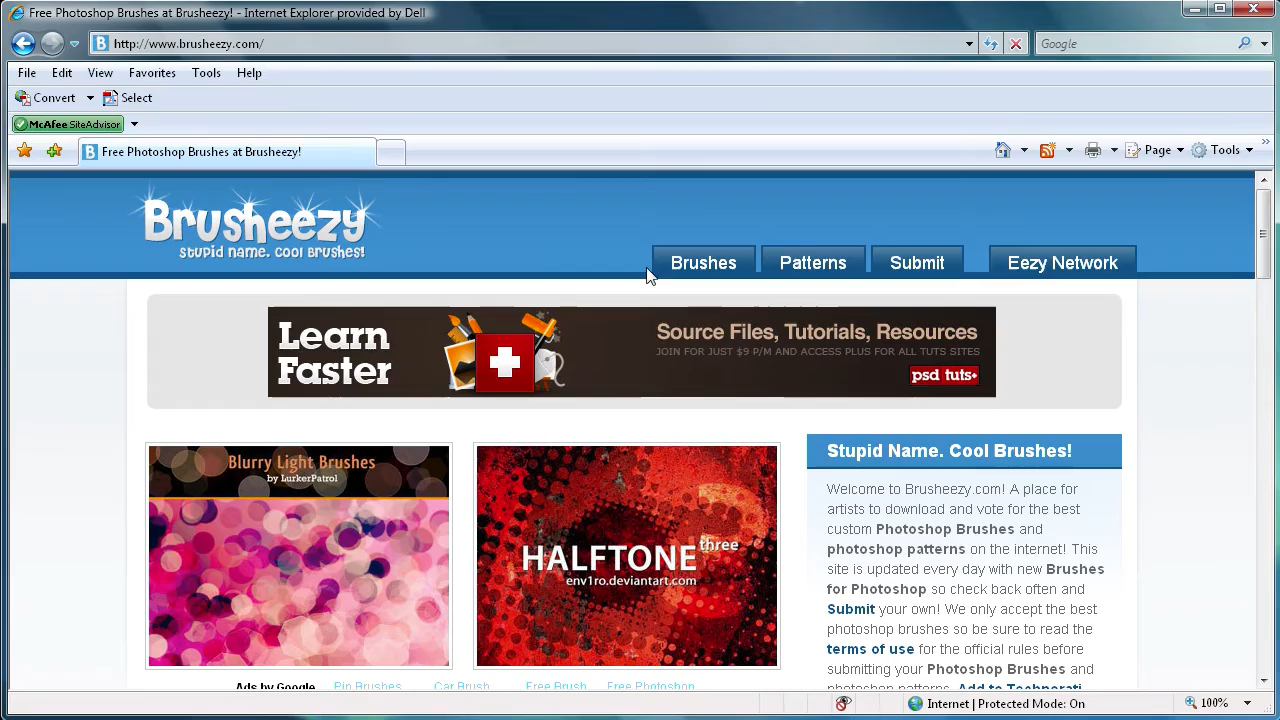 Free Photoshop Brushes at Brusheezy! - Internet Explorer provided by Dell
http://www.brusheezy.com/
Google
File Edit View Favorites Tools Help
Convert Select
McAfee SiteAdvisor
Free Photoshop Brushes at Brusheezy!
Page Tools
Brusheezy
STUPID NAME. COOL BRUSHES!
Brushes Patterns Submit Eezy Network
Learn
Faster
Source Files, Tutorials, Resources
JOIN FOR JUST $9 P/M AND ACCESS PLUS FOR ALL TUTS SITES
psd tuts+
Blurry Light Brushes
by LurkerPatrol
HALFTONE three
env1ro.deviantart.com
Stupid Name. Cool Brushes!
Welcome to Brusheezy.com! A place for
artists to download and vote for the best
custom Photoshop Brushes and
photoshop patterns on the internet! This
site is updated every day with new Brushes
for Photoshop so check back often and
Submit your own! We only accept the best
photoshop brushes so be sure to read the
terms of use for the official rules before
submitting your Photoshop Brushes and
photoshop patterns. Add to Technorati
Ads by Google Pin Brushes Car Brush Free Brush Free Photoshop
Internet | Protected Mode: On
100%